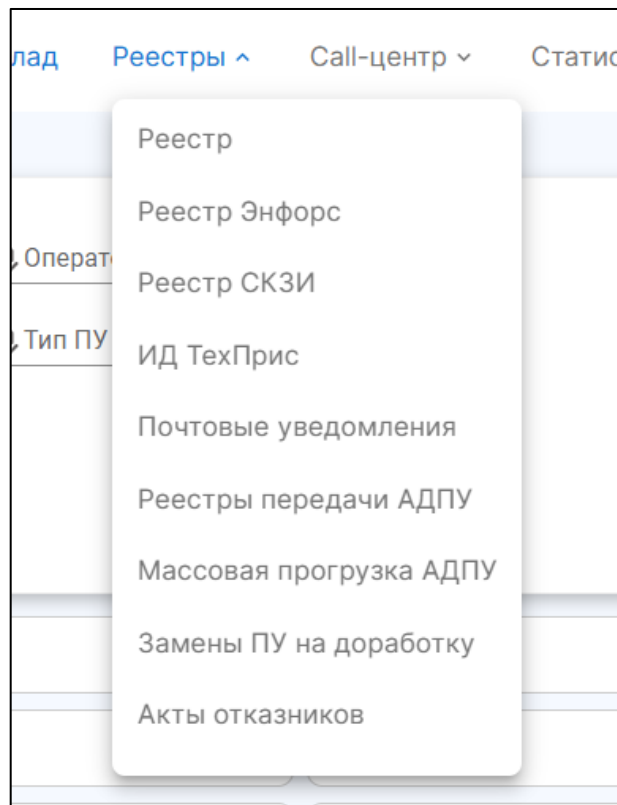 лад Реестры Call-центр Статис
Реестр
Реестр Энфорс
Операт
Реестр СКЗИ
Тип ПУ
ИД ТехПрис
Почтовые уведомления
Реестры передачи АДПУ
Массовая прогрузка АДПУ
Замены ПУ на доработку
Акты отказников